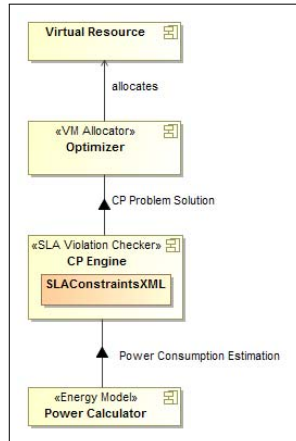 Virtual Resource
allocates
«VM Allocator»
Optimizer
CP Problem Solution
«SLA Violation Checker»
CP Engine
SLAConstraintsXML
Power Consumption Estimation
«Energy Model»
Power Calculator